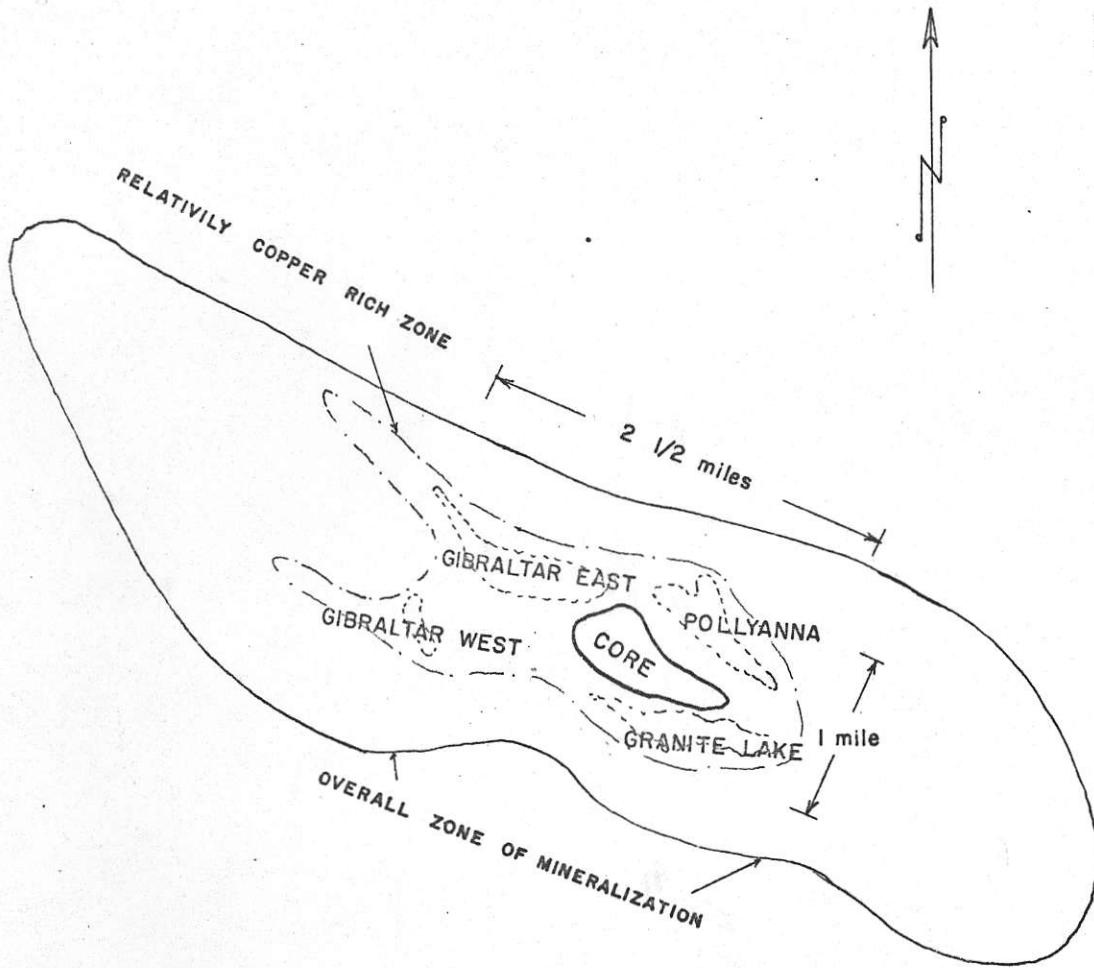 N
RELATIVILY COPPER RICH ZONE
2 1/2 miles
GIBRALTAR EAST
POLLYANNA
GIBRALTAR WEST
CORE
1 mile
GRANITE LAKE
OVERALL ZONE OF MINERALIZATION